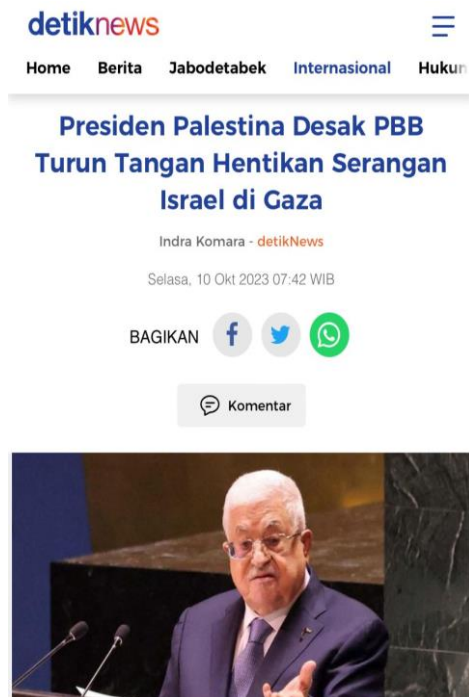 detiknews
Home Berita Jabodetabek Internasional Hukum
Presiden Palestina Desak PBB
Turun Tangan Hentikan Serangan
Israel di Gaza
Indra Komara - detikNews
Selasa, 10 Okt 2023 07:42 WIB
BAGIKAN
Komentar